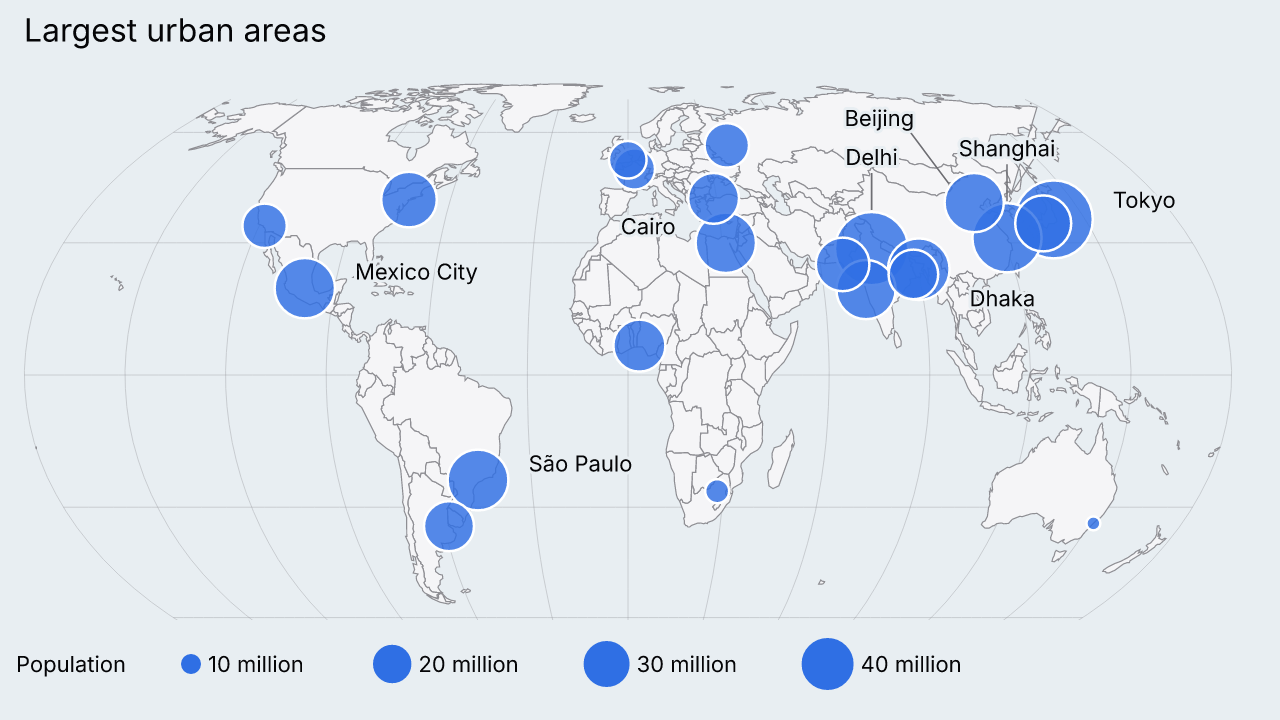 Largest urban areas
Beijing
Delhi
Shanghai
Tokyo
Cairo
Mexico City
Dhaka
São Paulo
Population
10 million
20 million
30 million
40 million